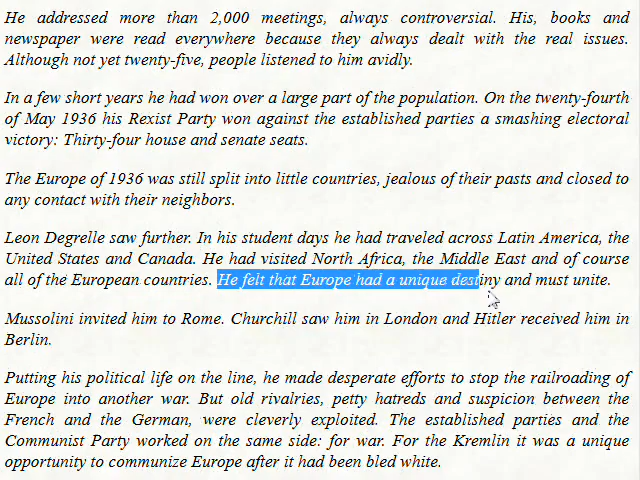 He addressed more than 2,000 meetings, always controversial. His, books and
newspaper were read everywhere because they always dealt with the real issues.
Although not yet twenty-five, people listened to him avidly.
In a few short years he had won over a large part of the population. On the twenty-fourth
of May 1936 his Rexist Party won against the established parties a smashing electoral
victory: Thirty-four house and senate seats.
The Europe of 1936 was still split into little countries, jealous of their pasts and closed to
any contact with their neighbors.
Leon Degrelle saw further. In his student days he had traveled across Latin America, the
United States and Canada. He had visited North Africa, the Middle East and of course
all of the European countries. He felt that Europe had a unique destiny and must unite.
Mussolini invited him to Rome. Churchill saw him in London and Hitler received him in
Berlin.
Putting his political life on the line, he made desperate efforts to stop the railroading of
Europe into another war. But old rivalries, petty hatreds and suspicion between the
French and the German, were cleverly exploited. The established parties and the
Communist Party worked on the same side: for war. For the Kremlin it was a unique
opportunity to communize Europe after it had been bled white.